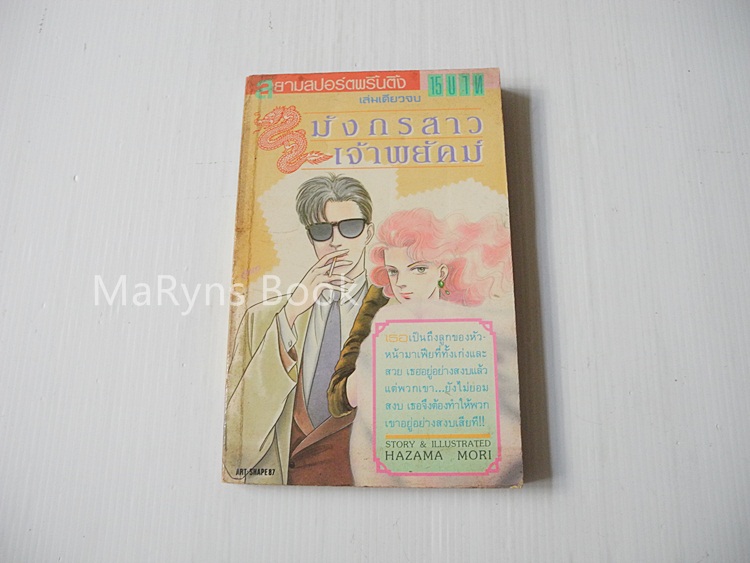 สยามสปอร์ตพริ้นติ้ง
15 บาท
เล่มเดียวจบ
มังกรสาว
เจ้าพยัคฆ์
MaRyns Book
เธอเป็นถึงลูกของหัว-
หน้ามาเฟียที่ทั้งเก่งและ
สวย เธออยู่อย่างสงบแล้ว
แต่พวกเขา...ยังไม่ยอม
สงบ เธอจึงต้องทำให้พวก
เขาอยู่อย่างสงบเสียที!!
STORY & ILLUSTRATED
HAZAMA MORI
ART-SHAPE 87